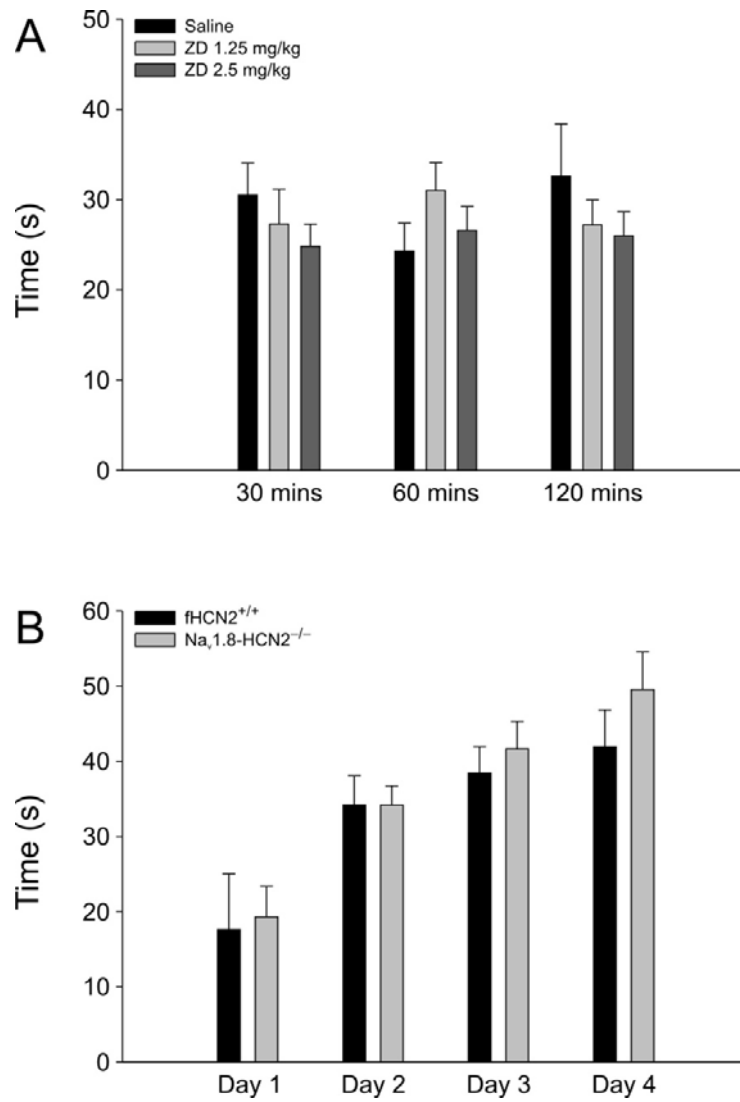 A
Saline
ZD 1.25 mg/kg
ZD 2.5 mg/kg
Time (s)
50
40
30
20
10
0
30 mins 60 mins 120 mins
B
fHCN2+/+
Nav1.8-HCN2–/–
Time (s)
60
50
40
30
20
10
0
Day 1 Day 2 Day 3 Day 4